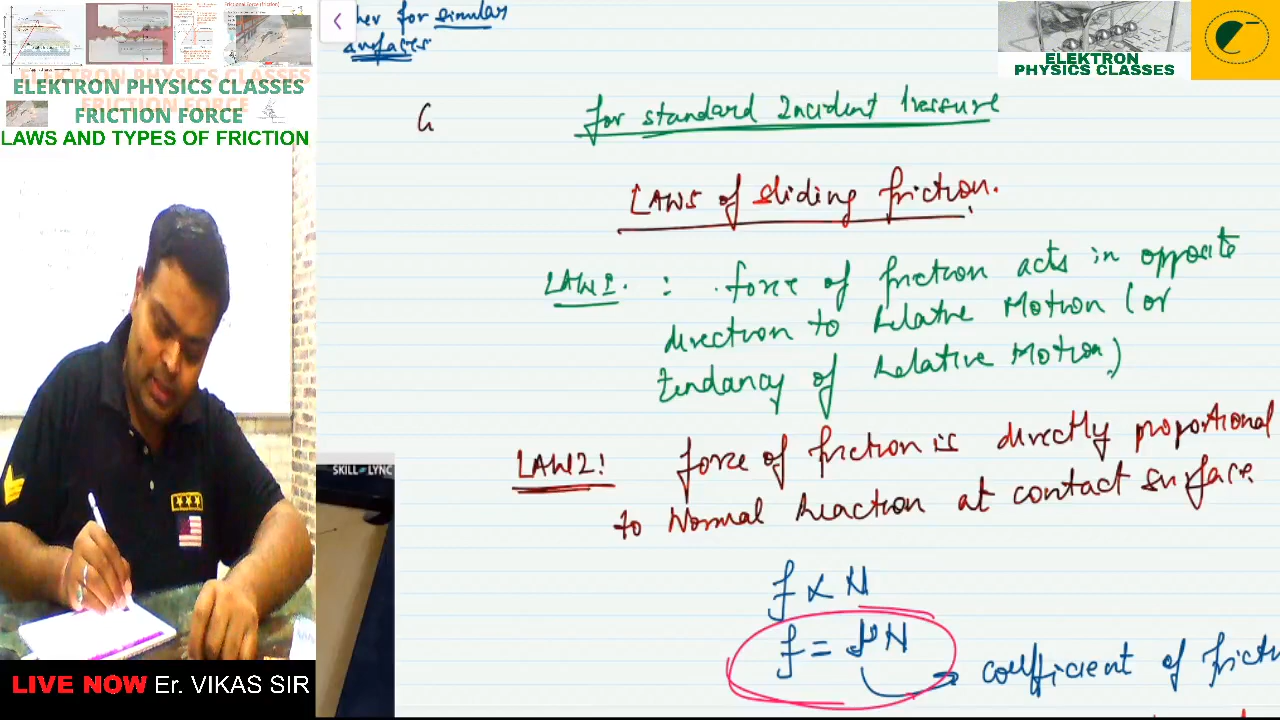 ELEKTRON PHYSICS CLASSES
FRICTION FORCE
LAWS AND TYPES OF FRICTION
for similar
surfaces
ELEKTRON
PHYSICS CLASSES
G
for standard Incident Pressure
LAWS of sliding friction.
LAW1. : force of friction acts in opposite
direction to Relative Motion (or
tendancy of Relative Motion)
LAW2: force of friction is directly proportional
to Normal Reaction at contact surface.
f ∝ N
f = μN
coefficient of
SKILL LYNC
LIVE NOW Er. VIKAS SIR